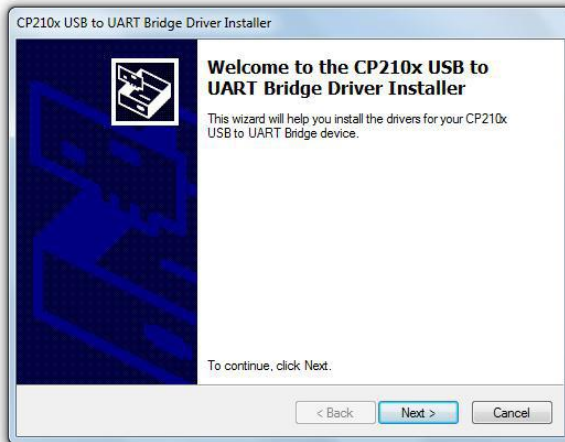 CP210x USB to UART Bridge Driver Installer
Welcome to the CP210x USB to
UART Bridge Driver Installer
This wizard will help you install the drivers for your CP210x
USB to UART Bridge device.
To continue, click Next.
< Back
Next >
Cancel